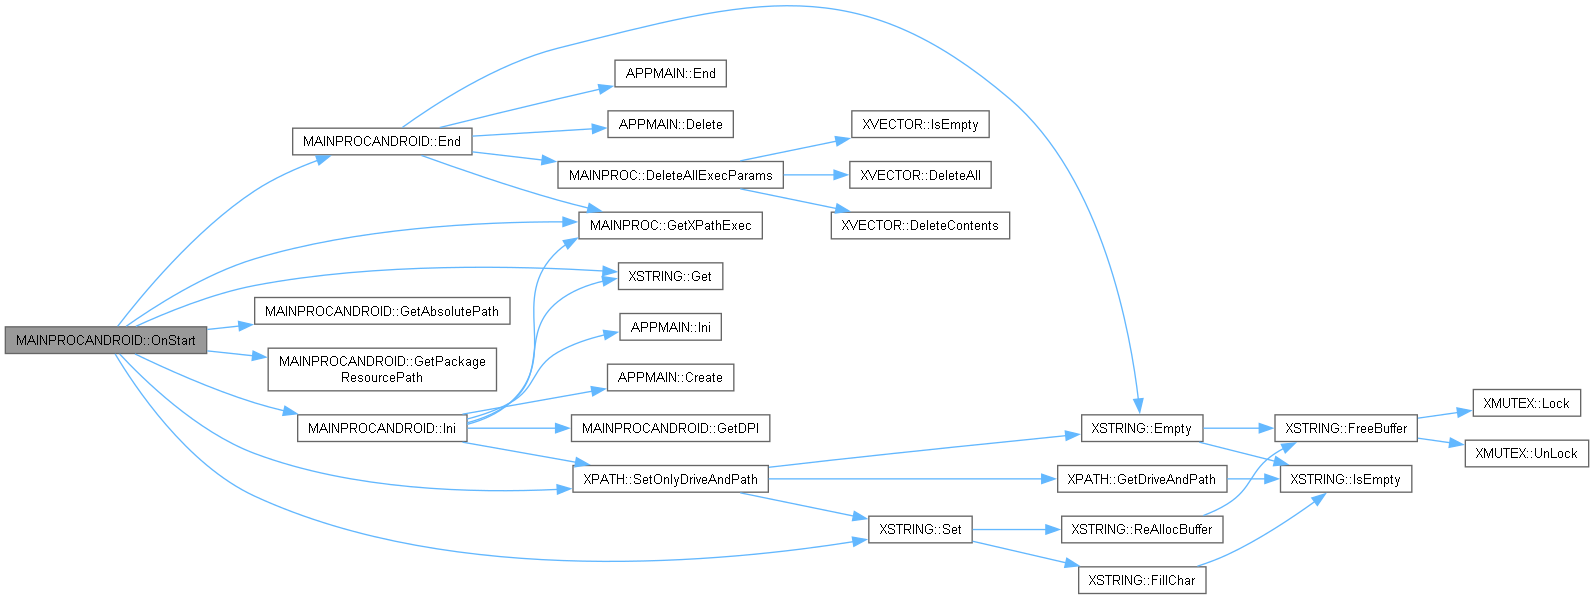 MAINPROCANDROID::OnStart
MAINPROCANDROID::End
MAINPROCANDROID::GetAbsolutePath
MAINPROCANDROID::GetPackage
ResourcePath
MAINPROCANDROID::Ini
APPMAIN::End
APPMAIN::Delete
MAINPROC::DeleteAllExecParams
MAINPROC::GetXPathExec
XSTRING::Get
APPMAIN::Ini
APPMAIN::Create
MAINPROCANDROID::GetDPI
XPATH::SetOnlyDriveAndPath
XVECTOR::IsEmpty
XVECTOR::DeleteAll
XVECTOR::DeleteContents
XSTRING::Set
XSTRING::Empty
XPATH::GetDriveAndPath
XSTRING::ReAllocBuffer
XSTRING::FillChar
XSTRING::FreeBuffer
XSTRING::IsEmpty
XMUTEX::Lock
XMUTEX::UnLock